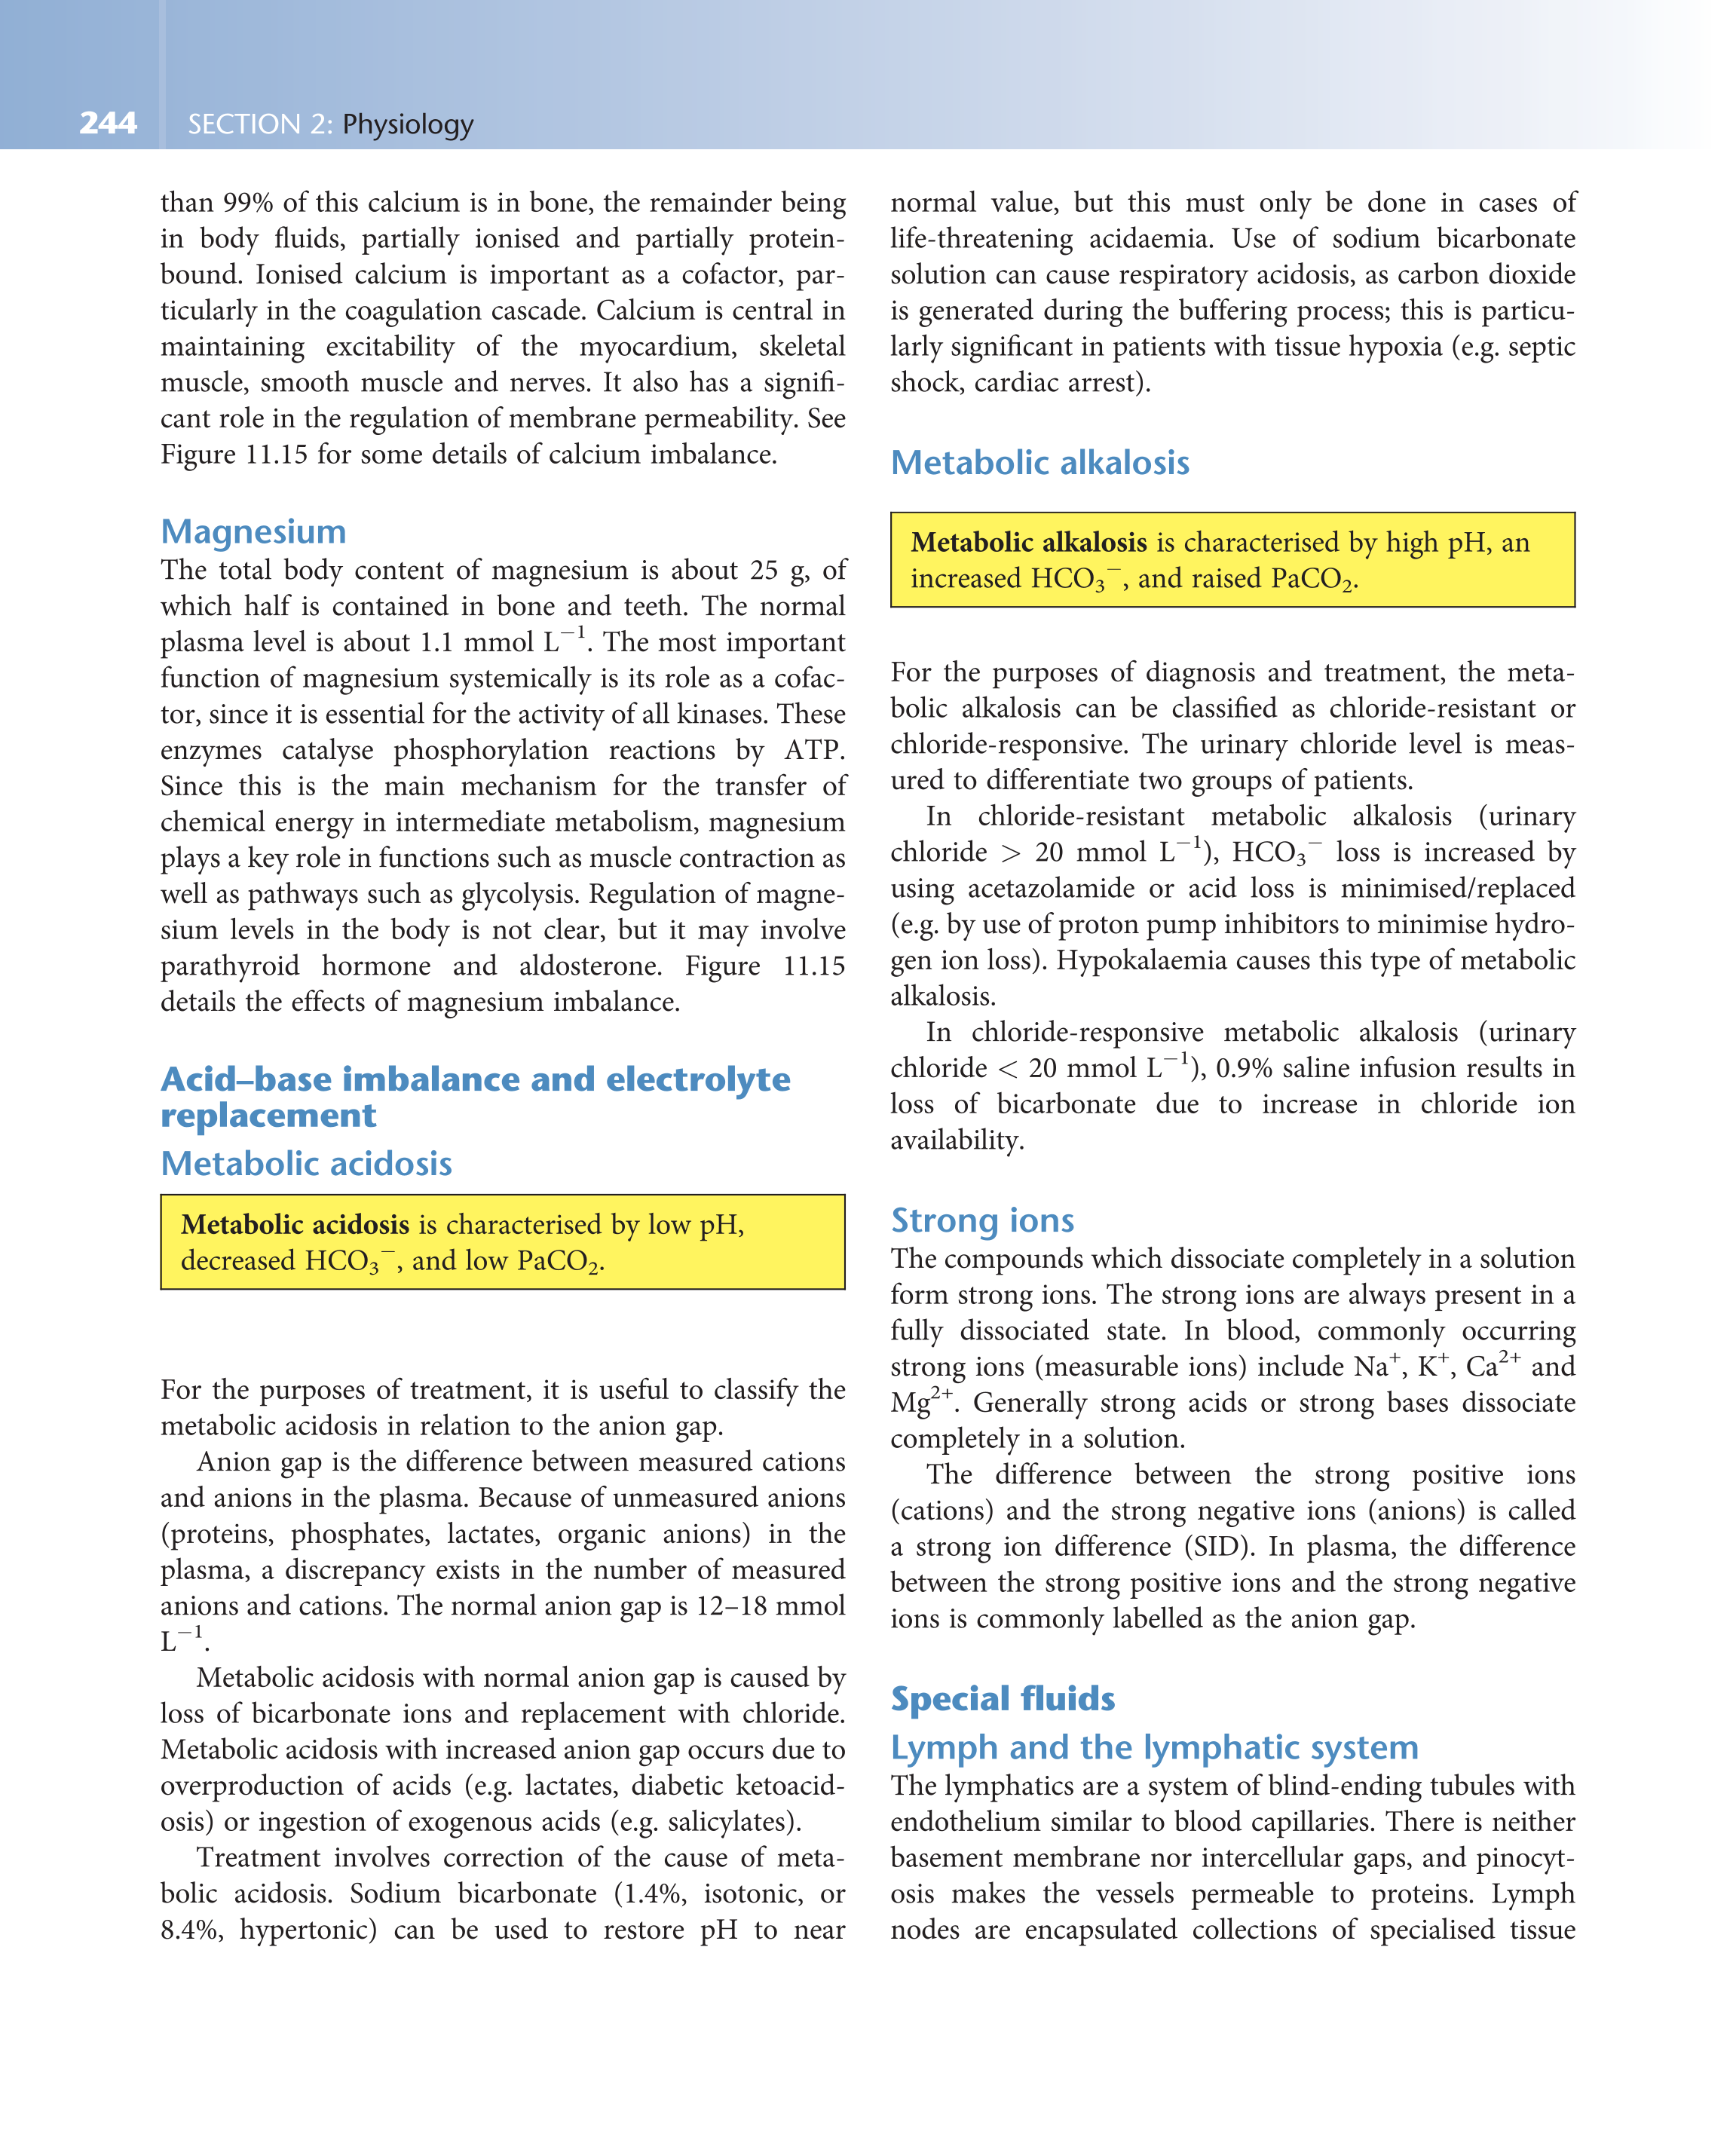 244 SECTION 2: Physiology
than 99% of this calcium is in bone, the remainder being
in body fluids, partially ionised and partially protein-
bound. Ionised calcium is important as a cofactor, par-
ticularly in the coagulation cascade. Calcium is central in
maintaining excitability of the myocardium, skeletal
muscle, smooth muscle and nerves. It also has a signifi-
cant role in the regulation of membrane permeability. See
Figure 11.15 for some details of calcium imbalance.
Magnesium
The total body content of magnesium is about 25 g, of
which half is contained in bone and teeth. The normal
plasma level is about 1.1 mmol L⁻¹. The most important
function of magnesium systemically is its role as a cofac-
tor, since it is essential for the activity of all kinases. These
enzymes catalyse phosphorylation reactions by ATP.
Since this is the main mechanism for the transfer of
chemical energy in intermediate metabolism, magnesium
plays a key role in functions such as muscle contraction as
well as pathways such as glycolysis. Regulation of magne-
sium levels in the body is not clear, but it may involve
parathyroid hormone and aldosterone. Figure 11.15
details the effects of magnesium imbalance.
Acid–base imbalance and electrolyte
replacement
Metabolic acidosis
Metabolic acidosis is characterised by low pH,
decreased HCO₃⁻, and low PaCO₂.
For the purposes of treatment, it is useful to classify the
metabolic acidosis in relation to the anion gap.
Anion gap is the difference between measured cations
and anions in the plasma. Because of unmeasured anions
(proteins, phosphates, lactates, organic anions) in the
plasma, a discrepancy exists in the number of measured
anions and cations. The normal anion gap is 12–18 mmol
L⁻¹.
Metabolic acidosis with normal anion gap is caused by
loss of bicarbonate ions and replacement with chloride.
Metabolic acidosis with increased anion gap occurs due to
overproduction of acids (e.g. lactates, diabetic ketoacid-
osis) or ingestion of exogenous acids (e.g. salicylates).
Treatment involves correction of the cause of meta-
bolic acidosis. Sodium bicarbonate (1.4%, isotonic, or
8.4%, hypertonic) can be used to restore pH to near
normal value, but this must only be done in cases of
life-threatening acidaemia. Use of sodium bicarbonate
solution can cause respiratory acidosis, as carbon dioxide
is generated during the buffering process; this is particu-
larly significant in patients with tissue hypoxia (e.g. septic
shock, cardiac arrest).
Metabolic alkalosis
Metabolic alkalosis is characterised by high pH, an
increased HCO₃⁻, and raised PaCO₂.
For the purposes of diagnosis and treatment, the meta-
bolic alkalosis can be classified as chloride-resistant or
chloride-responsive. The urinary chloride level is meas-
ured to differentiate two groups of patients.
In chloride-resistant metabolic alkalosis (urinary
chloride > 20 mmol L⁻¹), HCO₃⁻ loss is increased by
using acetazolamide or acid loss is minimised/replaced
(e.g. by use of proton pump inhibitors to minimise hydro-
gen ion loss). Hypokalaemia causes this type of metabolic
alkalosis.
In chloride-responsive metabolic alkalosis (urinary
chloride < 20 mmol L⁻¹), 0.9% saline infusion results in
loss of bicarbonate due to increase in chloride ion
availability.
Strong ions
The compounds which dissociate completely in a solution
form strong ions. The strong ions are always present in a
fully dissociated state. In blood, commonly occurring
strong ions (measurable ions) include Na⁺, K⁺, Ca²⁺ and
Mg²⁺. Generally strong acids or strong bases dissociate
completely in a solution.
The difference between the strong positive ions
(cations) and the strong negative ions (anions) is called
a strong ion difference (SID). In plasma, the difference
between the strong positive ions and the strong negative
ions is commonly labelled as the anion gap.
Special fluids
Lymph and the lymphatic system
The lymphatics are a system of blind-ending tubules with
endothelium similar to blood capillaries. There is neither
basement membrane nor intercellular gaps, and pinocyt-
osis makes the vessels permeable to proteins. Lymph
nodes are encapsulated collections of specialised tissue